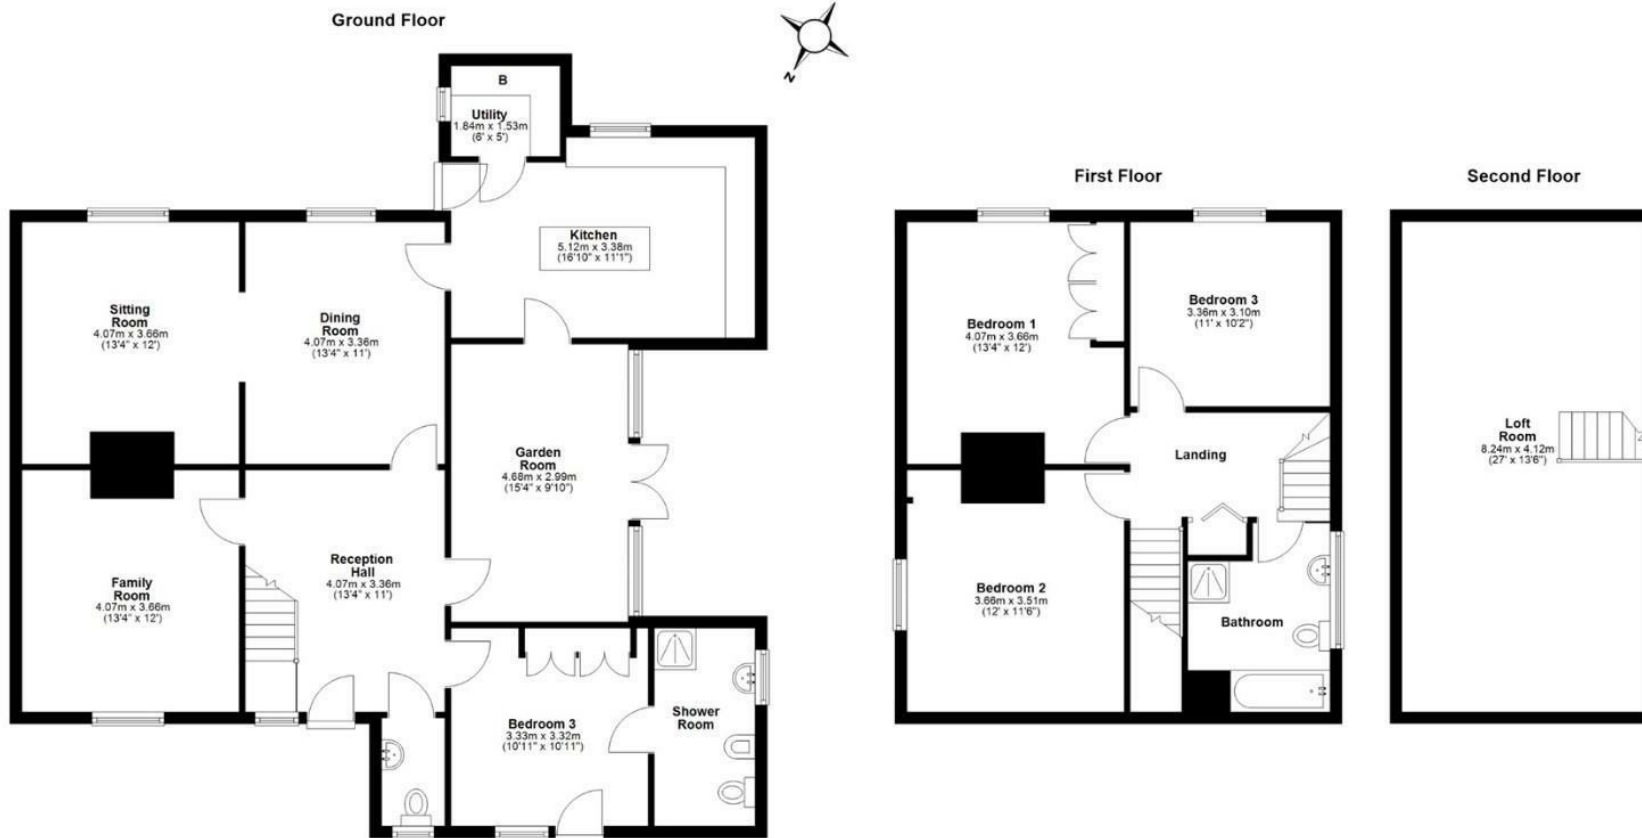 Ground Floor
N
B
Utility
1.84m x 1.53m
(6' x 5')
Kitchen
5.12m x 3.38m
(16'10" x 11'1")
Sitting
Room
4.07m x 3.66m
(13'4" x 12')
Dining
Room
4.07m x 3.36m
(13'4" x 11')
Garden
Room
4.68m x 2.99m
(15'4" x 9'10")
Family
Room
4.07m x 3.66m
(13'4" x 12')
Reception
Hall
4.07m x 3.36m
(13'4" x 11')
Bedroom 3
3.33m x 3.32m
(10'11" x 10'11")
Shower
Room
First Floor
Bedroom 1
4.07m x 3.66m
(13'4" x 12')
Bedroom 3
3.36m x 3.10m
(11' x 10'2")
Landing
Bedroom 2
3.66m x 3.51m
(12' x 11'6")
Bathroom
Second Floor
Loft
Room
8.24m x 4.12m
(27' x 13'6")